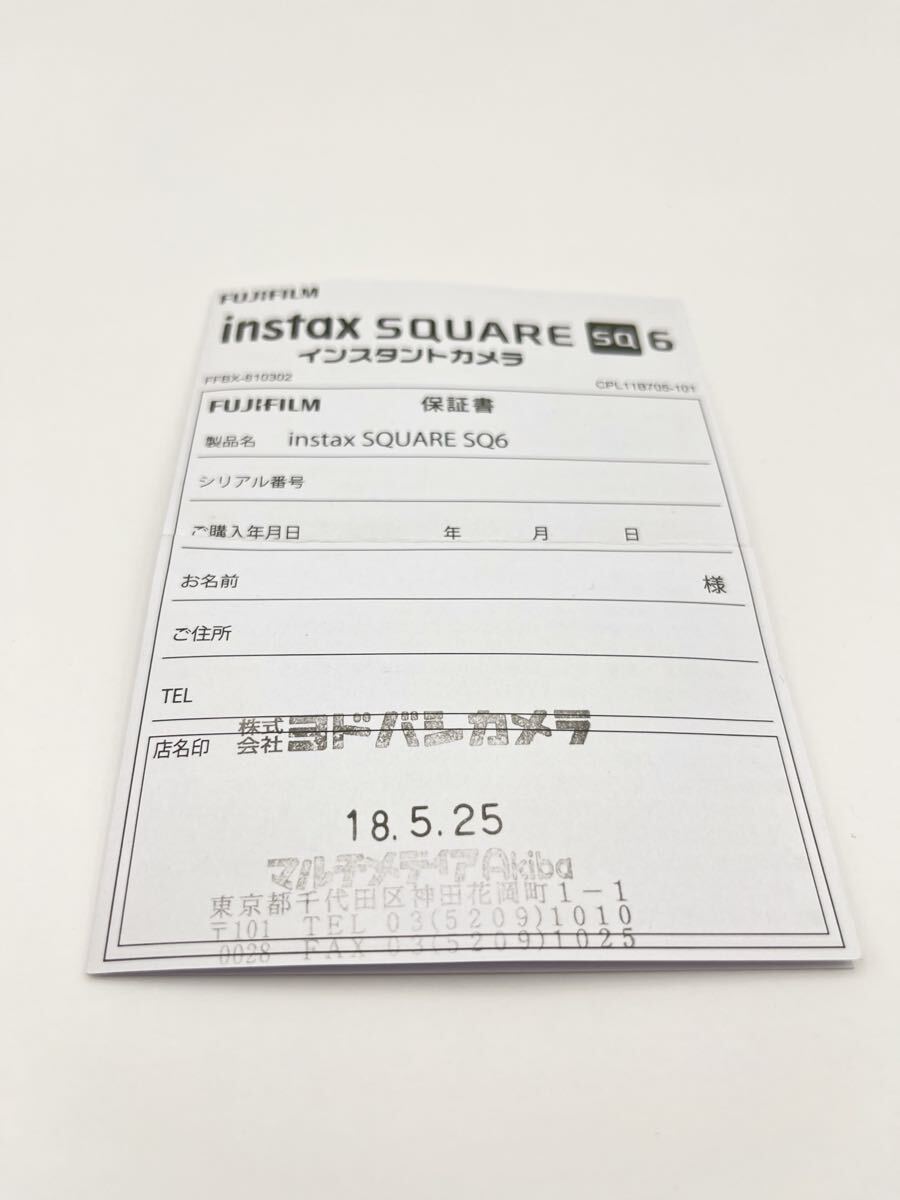 FUJIFILM
instax SQUARE SQ 6
インスタントカメラ
FFBX-810302 CPL11B705-101
FUJIFILM 保証書
製品名 instax SQUARE SQ6
シリアル番号
ご購入年月日 年 月 日
お名前 様
ご住所
TEL
店名印 株式会社 ヨドバシカメラ
18.5.25
マルチメディアAkiba
東京都千代田区神田花岡町1-1
〒101 TEL 03(5209)1010
0028 FAX 03(5209)1025